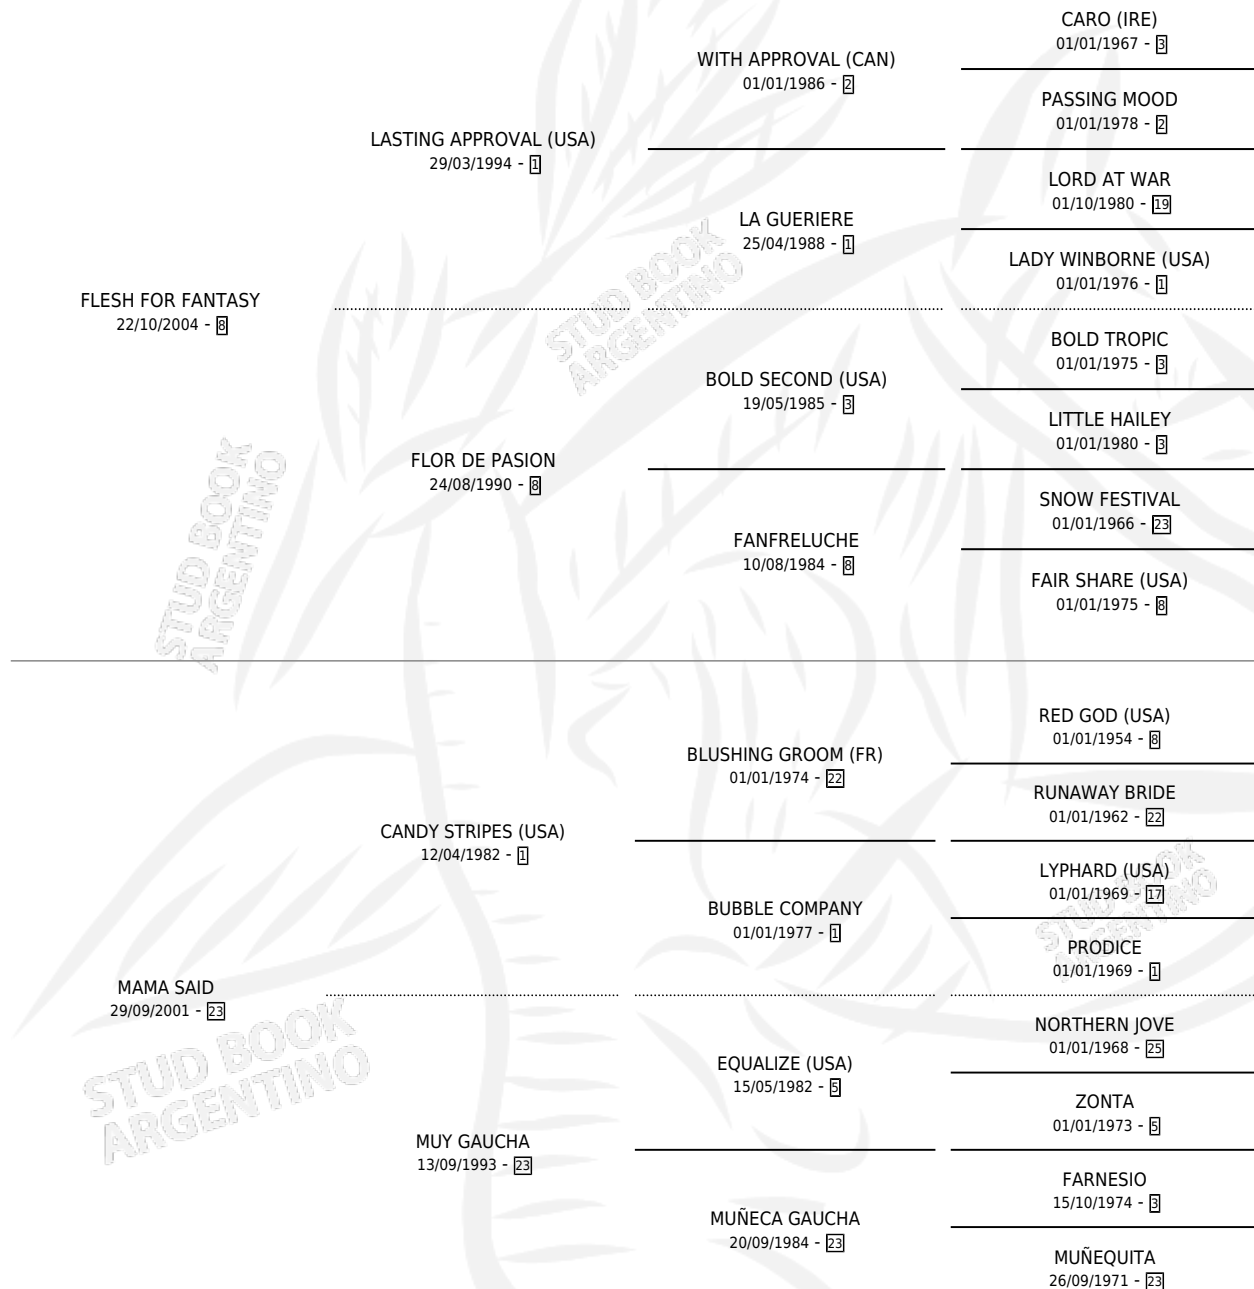 CARO (IRE)
01/01/1967 - 3
WITH APPROVAL (CAN)
01/01/1986 - 2
PASSING MOOD
01/01/1978 - 2
LASTING APPROVAL (USA)
29/03/1994 - 1
LORD AT WAR
01/10/1980 - 19
LA GUERIERE
25/04/1988 - 1
LADY WINBORNE (USA)
01/01/1976 - 1
FLESH FOR FANTASY
22/10/2004 - 8
BOLD TROPIC
01/01/1975 - 3
BOLD SECOND (USA)
19/05/1985 - 3
LITTLE HAILEY
01/01/1980 - 3
FLOR DE PASION
24/08/1990 - 8
SNOW FESTIVAL
01/01/1966 - 23
FANFRELUCHE
10/08/1984 - 8
FAIR SHARE (USA)
01/01/1975 - 8
RED GOD (USA)
01/01/1954 - 8
BLUSHING GROOM (FR)
01/01/1974 - 22
RUNAWAY BRIDE
01/01/1962 - 22
CANDY STRIPES (USA)
12/04/1982 - 1
LYPHARD (USA)
01/01/1969 - 17
BUBBLE COMPANY
01/01/1977 - 1
PRODICE
01/01/1969 - 1
MAMA SAID
29/09/2001 - 23
NORTHERN JOVE
01/01/1968 - 25
EQUALIZE (USA)
15/05/1982 - 5
ZONTA
01/01/1973 - 5
MUY GAUCHA
13/09/1993 - 23
FARNESIO
15/10/1974 - 3
MUÑECA GAUCHA
20/09/1984 - 23
MUÑEQUITA
26/09/1971 - 23
STUD BOOK
ARGENTINO
STUD BOOK
ARGENTINO
STUD BOOK
ARGENTINO
STUD BOOK
ARGENTINO